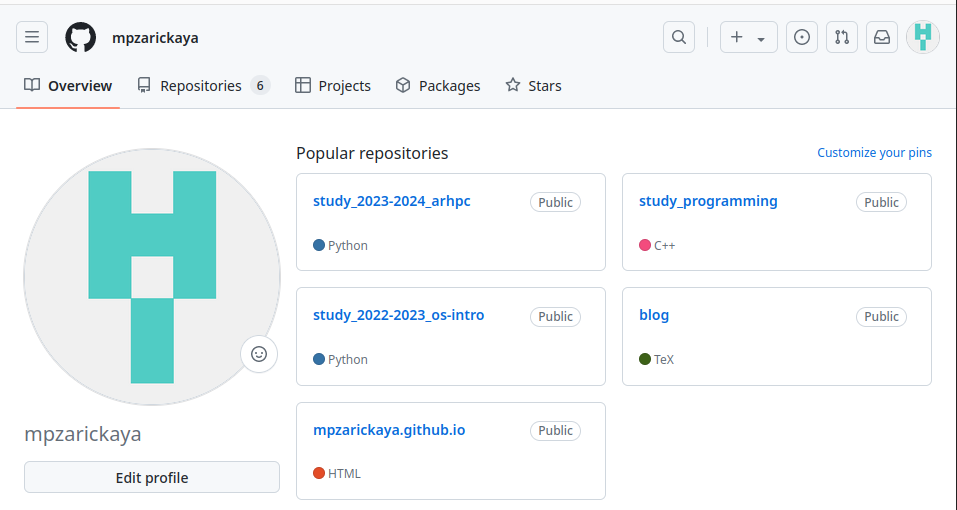 mpzarickaya
Overview
Repositories 6
Projects
Packages
Stars
Popular repositories
Customize your pins
study_2023-2024_arhpc
Public
Python
study_programming
Public
C++
study_2022-2023_os-intro
Public
Python
blog
Public
TeX
mpzarickaya.github.io
Public
HTML
mpzarickaya
Edit profile